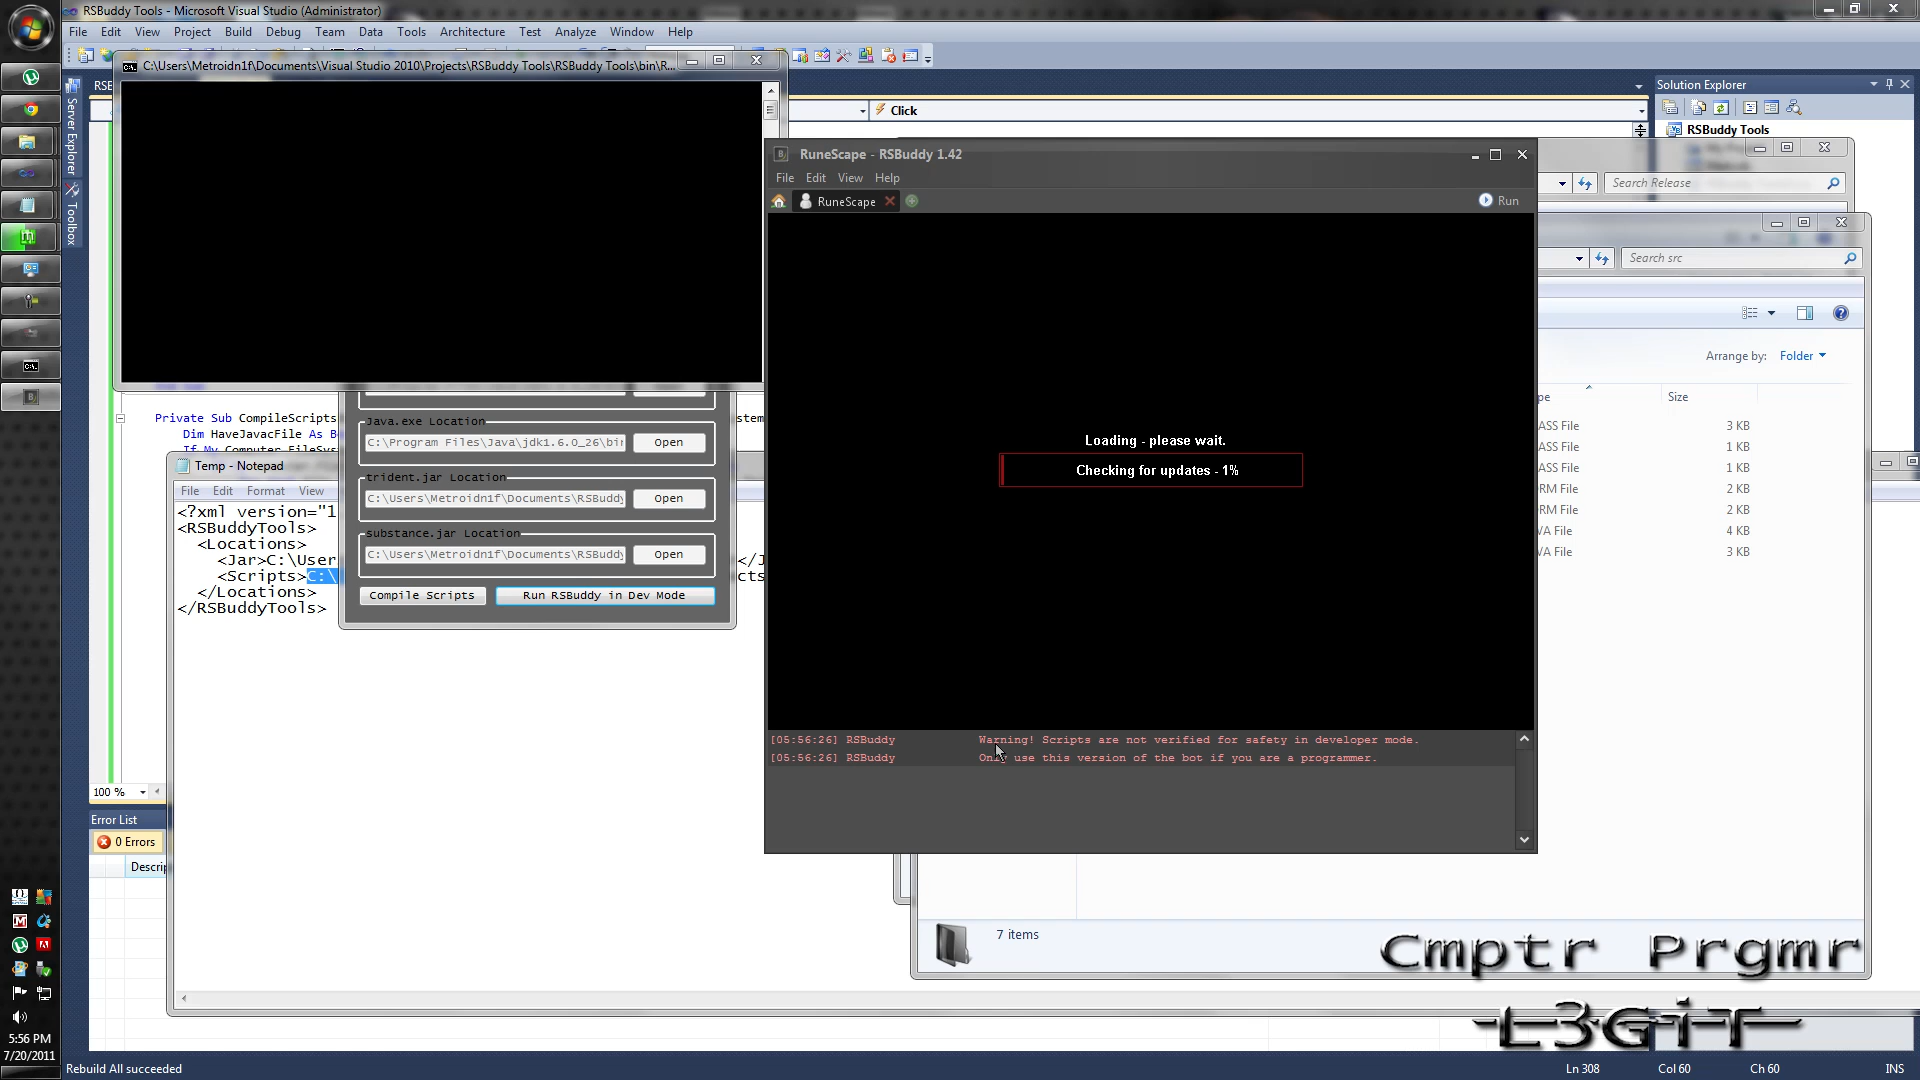 RSBuddy Tools - Microsoft Visual Studio (Administrator)
File Edit View Project Build Debug Team Data Tools Architecture Test Analyze Window Help
C:\Users\Metroidn1f\Documents\Visual Studio 2010\Projects\RSBuddy Tools\RSBuddy Tools\bin\R...
Server Explorer
Toolbox
Click
Solution Explorer
RSBuddy Tools
Search Release
Search src
Arrange by: Folder
Size
ASS File 3 KB
ASS File 1 KB
ASS File 1 KB
RM File 2 KB
RM File 2 KB
VA File 4 KB
VA File 3 KB
7 items
RuneScape - RSBuddy 1.42
File Edit View Help
RuneScape
Run
Loading - please wait.
Checking for updates - 1%
[05:56:26] RSBuddy Warning! Scripts are not verified for safety in developer mode.
[05:56:26] RSBuddy Only use this version of the bot if you are a programmer.
Private Sub CompileScripts
Dim HaveJavacFile As Bo
Java.exe Location
C:\Program Files\Java\jdk1.6.0_26\bin
Open
trident.jar Location
C:\Users\Metroidn1f\Documents\RSBuddy
Open
substance.jar Location
C:\Users\Metroidn1f\Documents\RSBuddy
Open
Compile Scripts
Run RSBuddy in Dev Mode
Temp - Notepad
File Edit Format View
<?xml version="1
<RSBuddyTools>
<Locations>
<Jar>C:\User
<Scripts>C:\
</Locations>
</RSBuddyTools>
100 %
Error List
0 Errors
Descrip
5:56 PM
7/20/2011
Rebuild All succeeded
Ln 308 Col 60 Ch 60 INS
Cmptr Prgmr
-L3GiT-